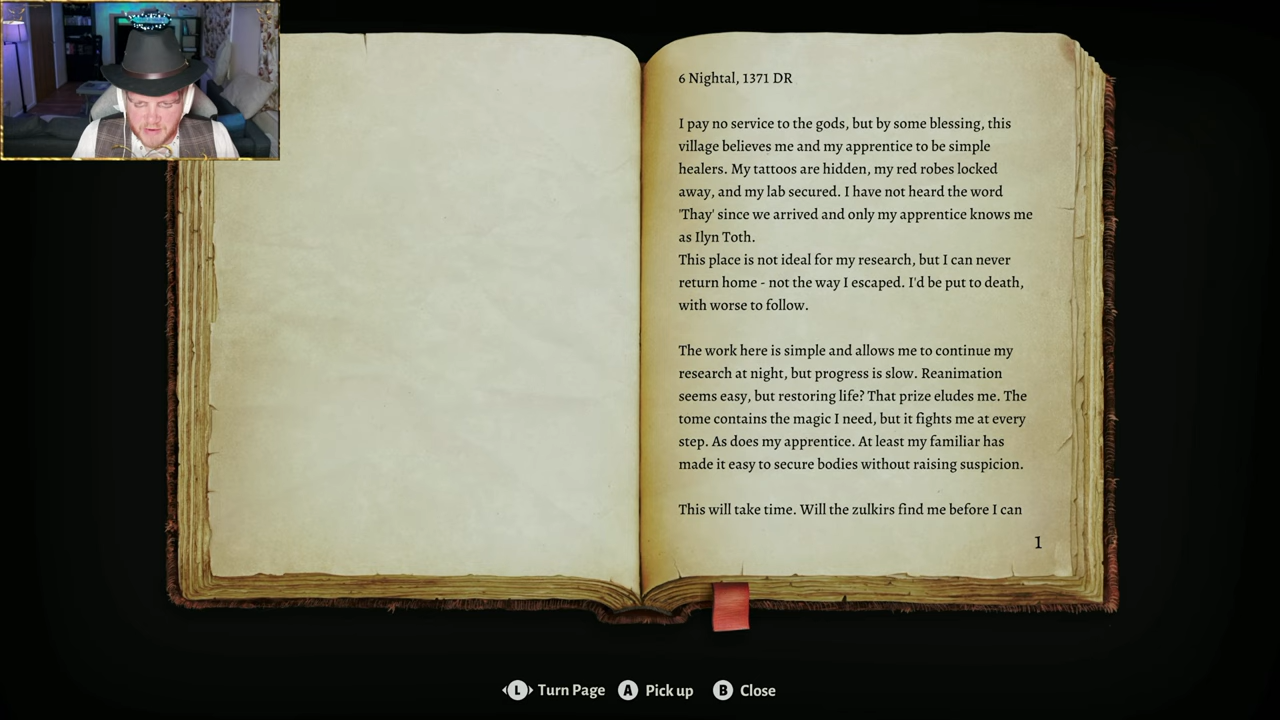 6 Nightal, 1371 DR
I pay no service to the gods, but by some blessing, this
village believes me and my apprentice to be simple
healers. My tattoos are hidden, my red robes locked
away, and my lab secured. I have not heard the word
'Thay' since we arrived and only my apprentice knows me
as Ilyn Toth.
This place is not ideal for my research, but I can never
return home - not the way I escaped. I'd be put to death,
with worse to follow.
The work here is simple and allows me to continue my
research at night, but progress is slow. Reanimation
seems easy, but restoring life? That prize eludes me. The
tome contains the magic I need, but it fights me at every
step. As does my apprentice. At least my familiar has
made it easy to secure bodies without raising suspicion.
This will take time. Will the zulkirs find me before I can
1
L Turn Page A Pick up B Close